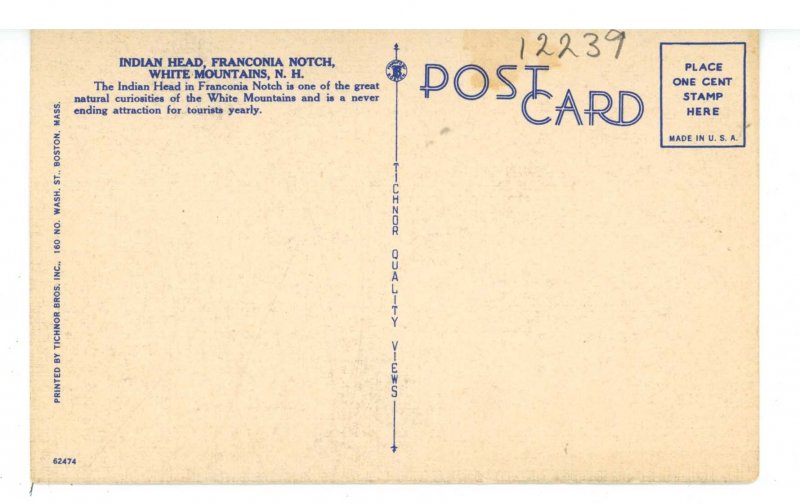 INDIAN HEAD, FRANCONIA NOTCH,
WHITE MOUNTAINS, N. H.
The Indian Head in Franconia Notch is one of the great
natural curiosities of the White Mountains and is a never
ending attraction for tourists yearly.
PRINTED BY TICHNOR BROS. INC., 160 NO. WASH. ST., BOSTON, MASS.
62474
TICHNOR QUALITY VIEWS
12239
POST
CARD
PLACE
ONE CENT
STAMP
HERE
MADE IN U. S. A.